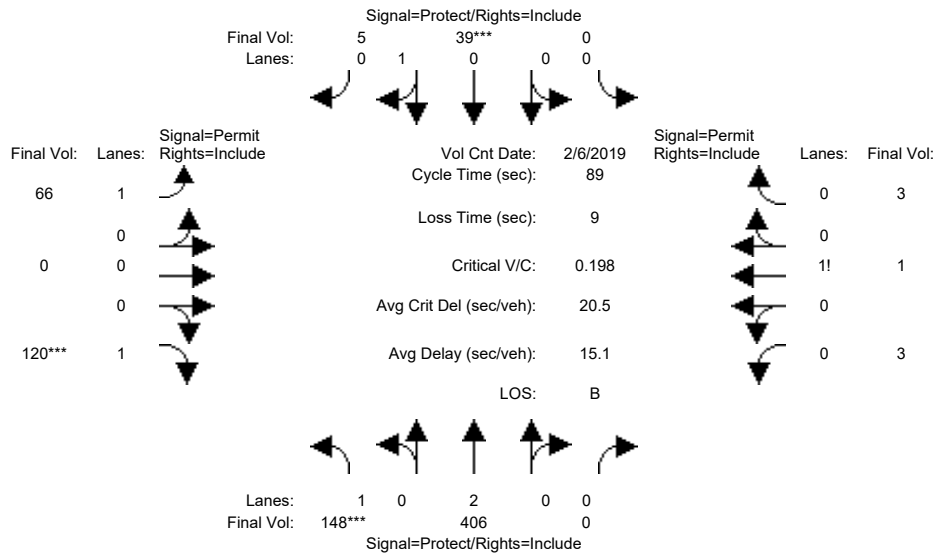 Signal=Protect/Rights=Include
Final Vol: 5 39*** 0
Lanes: 0 1 0 0 0
Signal=Permit
Final Vol: Lanes: Rights=Include
Vol Cnt Date: 2/6/2019
Signal=Permit
Rights=Include Lanes: Final Vol:
Cycle Time (sec): 89
66 1
0 3
Loss Time (sec): 9
0
0
0 0
Critical V/C: 0.198
1! 1
0
Avg Crit Del (sec/veh): 20.5
0
120*** 1
Avg Delay (sec/veh): 15.1
0 3
LOS: B
Lanes: 1 0 2 0 0
Final Vol: 148*** 406 0
Signal=Protect/Rights=Include